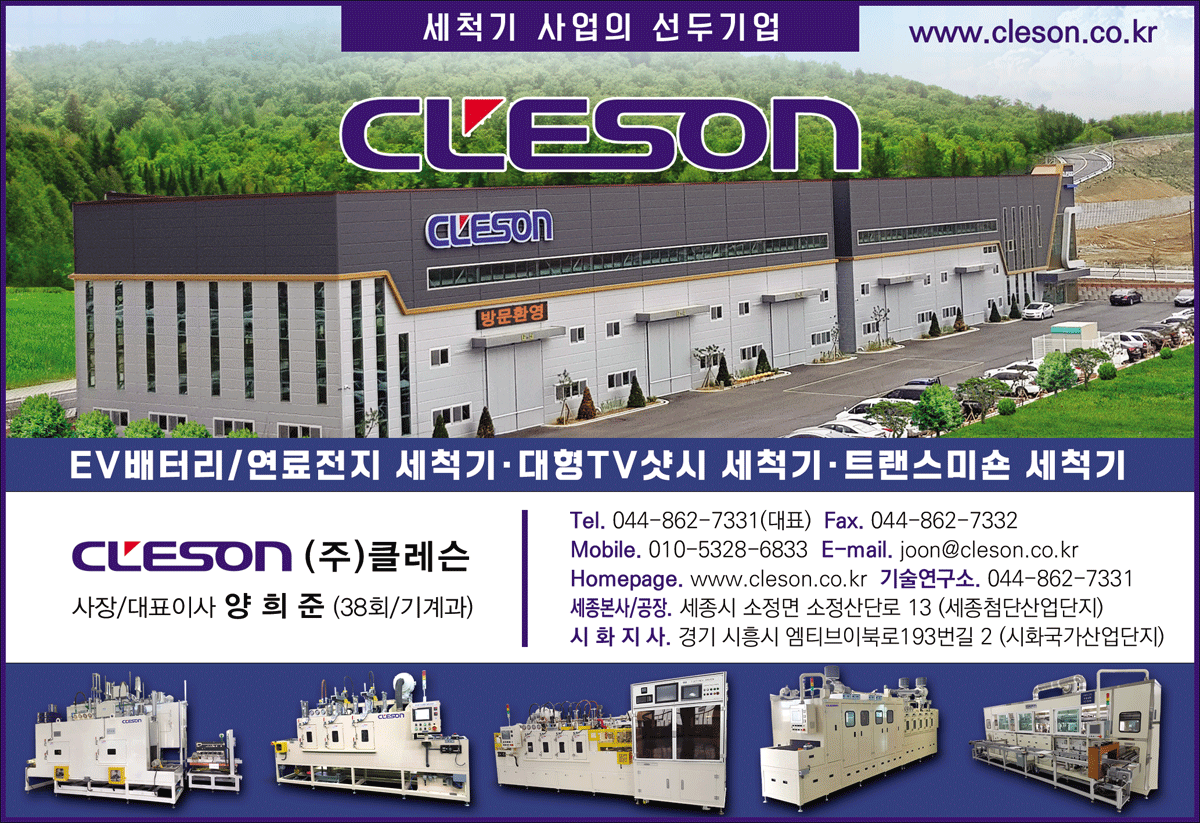 세척기 사업의 선두기업
www.cleson.co.kr
CLESON
CLESON
방문환영
EV배터리/연료전지 세척기·대형TV샷시 세척기·트랜스미숀 세척기
CLESON (주)클레슨
사장/대표이사 양 희 준 (38회/기계과)
Tel. 044-862-7331(대표) Fax. 044-862-7332
Mobile. 010-5328-6833 E-mail. joon@cleson.co.kr
Homepage. www.cleson.co.kr 기술연구소. 044-862-7331
세종본사/공장. 세종시 소정면 소정산단로 13 (세종첨단산업단지)
시 화 지 사. 경기 시흥시 엠티브이북로193번길 2 (시화국가산업단지)
CLESON
CLESON